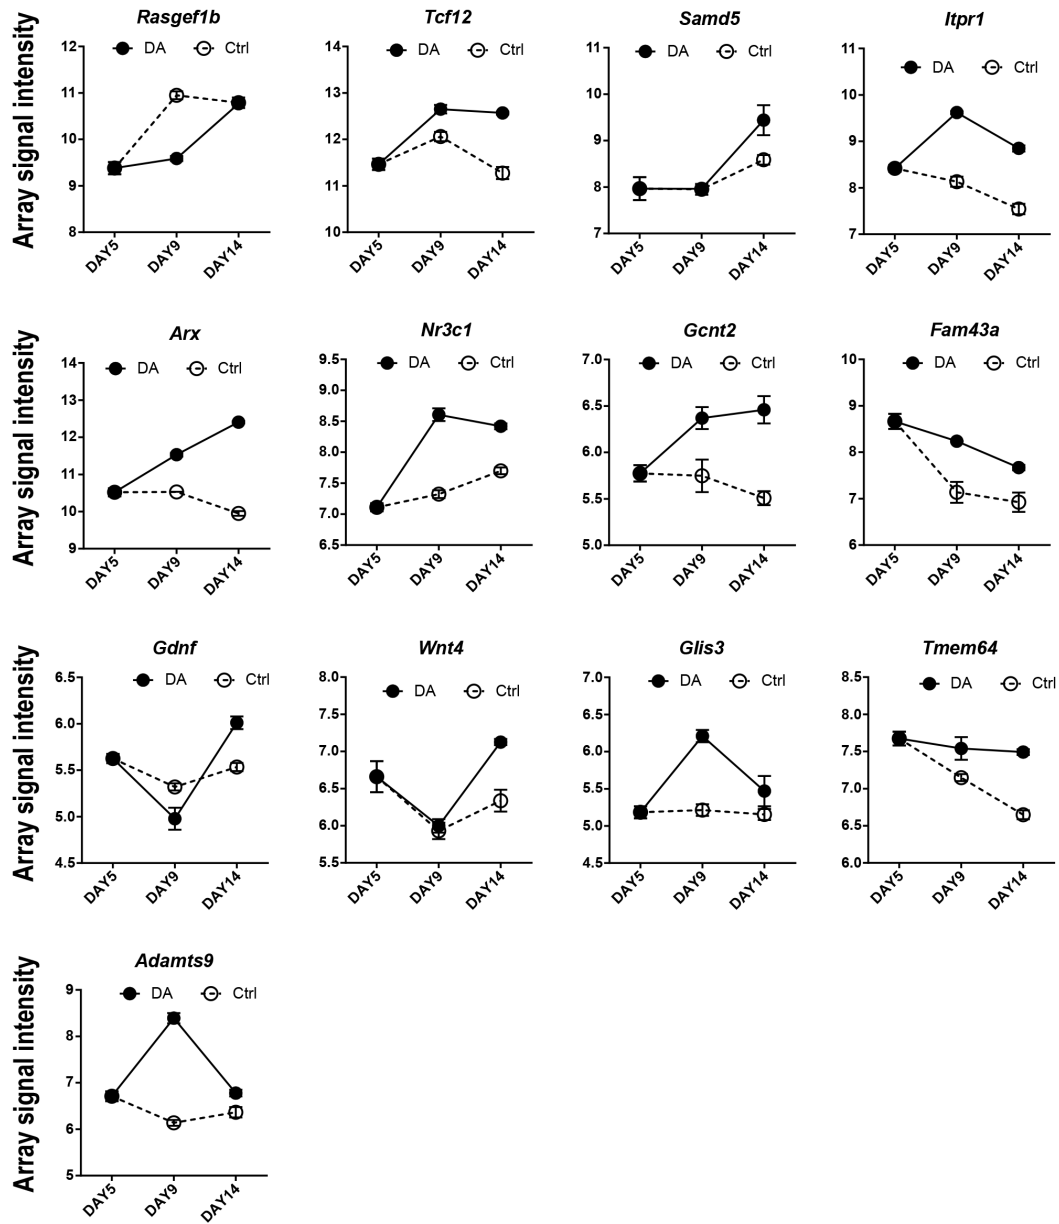 Rasgef1b
Tcf12
Samd5
Itpr1
Array signal intensity
DA Ctrl
12
11
10
9
8
DAY5 DAY9 DAY14
DA Ctrl
14
13
12
11
10
DAY5 DAY9 DAY14
DA Ctrl
11
10
9
8
7
DAY5 DAY9 DAY14
DA Ctrl
11
10
9
8
7
DAY5 DAY9 DAY14
Arx
Nr3c1
Gcnt2
Fam43a
Array signal intensity
DA Ctrl
14
13
12
11
10
9
DAY5 DAY9 DAY14
DA Ctrl
9.5
9.0
8.5
8.0
7.5
7.0
6.5
DAY5 DAY9 DAY14
DA Ctrl
7.0
6.5
6.0
5.5
5.0
DAY5 DAY9 DAY14
DA Ctrl
10
9
8
7
6
DAY5 DAY9 DAY14
Gdnf
Wnt4
Glis3
Tmem64
Array signal intensity
DA Ctrl
6.5
6.0
5.5
5.0
4.5
DAY5 DAY9 DAY14
DA Ctrl
8.0
7.5
7.0
6.5
6.0
5.5
DAY5 DAY9 DAY14
DA Ctrl
7.0
6.5
6.0
5.5
5.0
4.5
DAY5 DAY9 DAY14
DA Ctrl
8.5
8.0
7.5
7.0
6.5
6.0
DAY5 DAY9 DAY14
Adamts9
Array signal intensity
DA Ctrl
9
8
7
6
5
DAY5 DAY9 DAY14